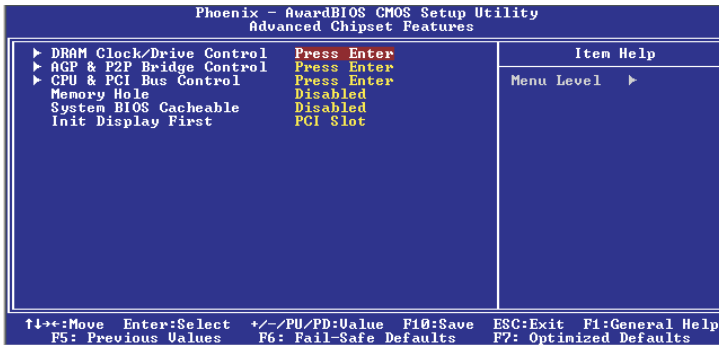 Phoenix - AwardBIOS CMOS Setup Utility
Advanced Chipset Features
▶ DRAM Clock/Drive Control Press Enter
▶ AGP & P2P Bridge Control Press Enter
▶ CPU & PCI Bus Control Press Enter
Memory Hole Disabled
System BIOS Cacheable Disabled
Init Display First PCI Slot
Item Help
Menu Level ▶
↑↓→←:Move Enter:Select +/-/PU/PD:Value F10:Save ESC:Exit F1:General Help
F5: Previous Values F6: Fail-Safe Defaults F7: Optimized Defaults